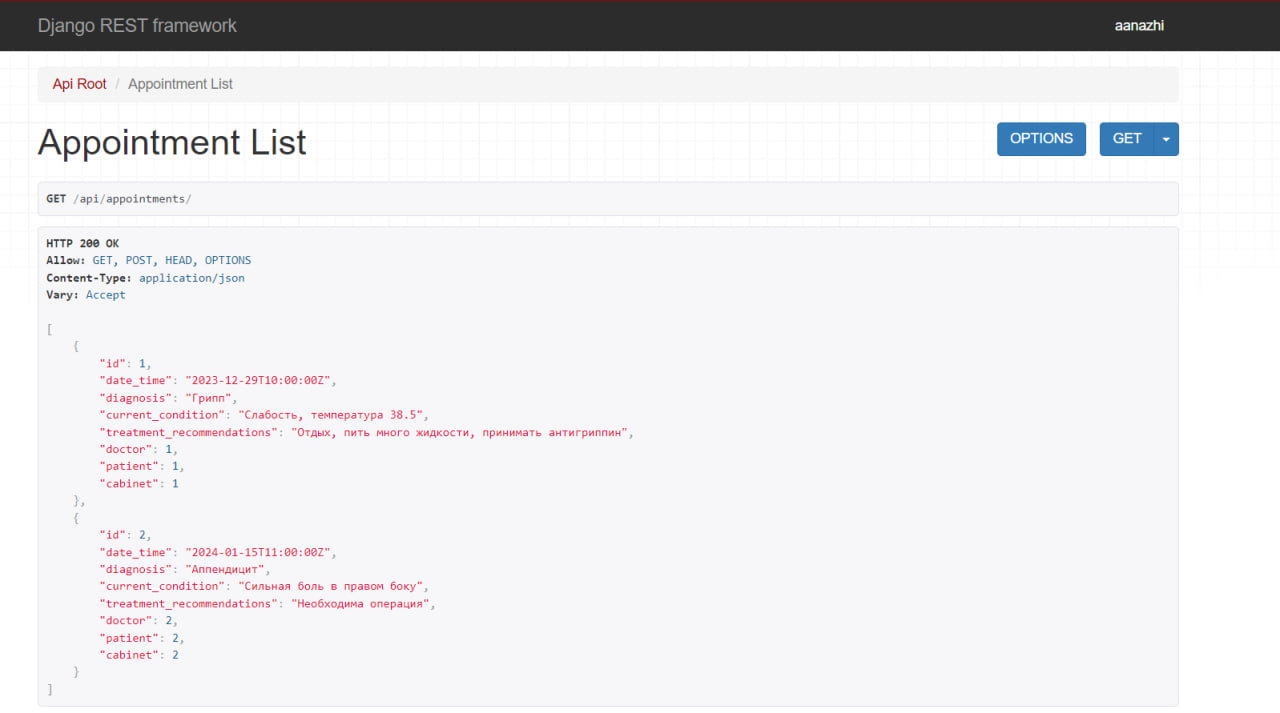 Django REST framework
aanazhi
Api Root / Appointment List
Appointment List
OPTIONS
GET
GET /api/appointments/
HTTP 200 OK
Allow: GET, POST, HEAD, OPTIONS
Content-Type: application/json
Vary: Accept
[
    {
        "id": 1,
        "date_time": "2023-12-29T10:00:00Z",
        "diagnosis": "Грипп",
        "current_condition": "Слабость, температура 38.5",
        "treatment_recommendations": "Отдых, пить много жидкости, принимать антигриппин",
        "doctor": 1,
        "patient": 1,
        "cabinet": 1
    },
    {
        "id": 2,
        "date_time": "2024-01-15T11:00:00Z",
        "diagnosis": "Аппендицит",
        "current_condition": "Сильная боль в правом боку",
        "treatment_recommendations": "Необходима операция",
        "doctor": 2,
        "patient": 2,
        "cabinet": 2
    }
]